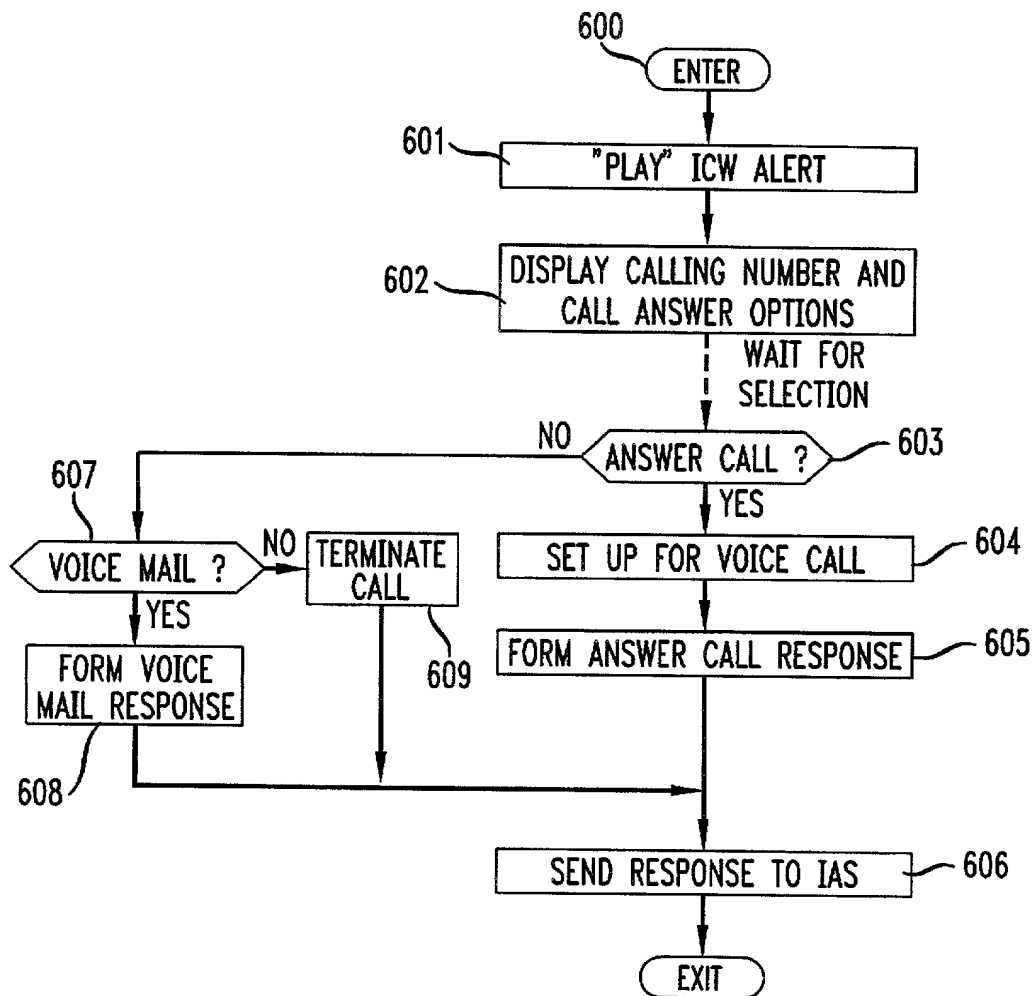 600
ENTER
601
"PLAY" ICW ALERT
602
DISPLAY CALLING NUMBER AND
CALL ANSWER OPTIONS
WAIT FOR
SELECTION
NO
ANSWER CALL ?
603
YES
607
VOICE MAIL ?
NO
TERMINATE
CALL
609
SET UP FOR VOICE CALL
604
YES
FORM VOICE
MAIL RESPONSE
608
FORM ANSWER CALL RESPONSE
605
SEND RESPONSE TO IAS
606
EXIT